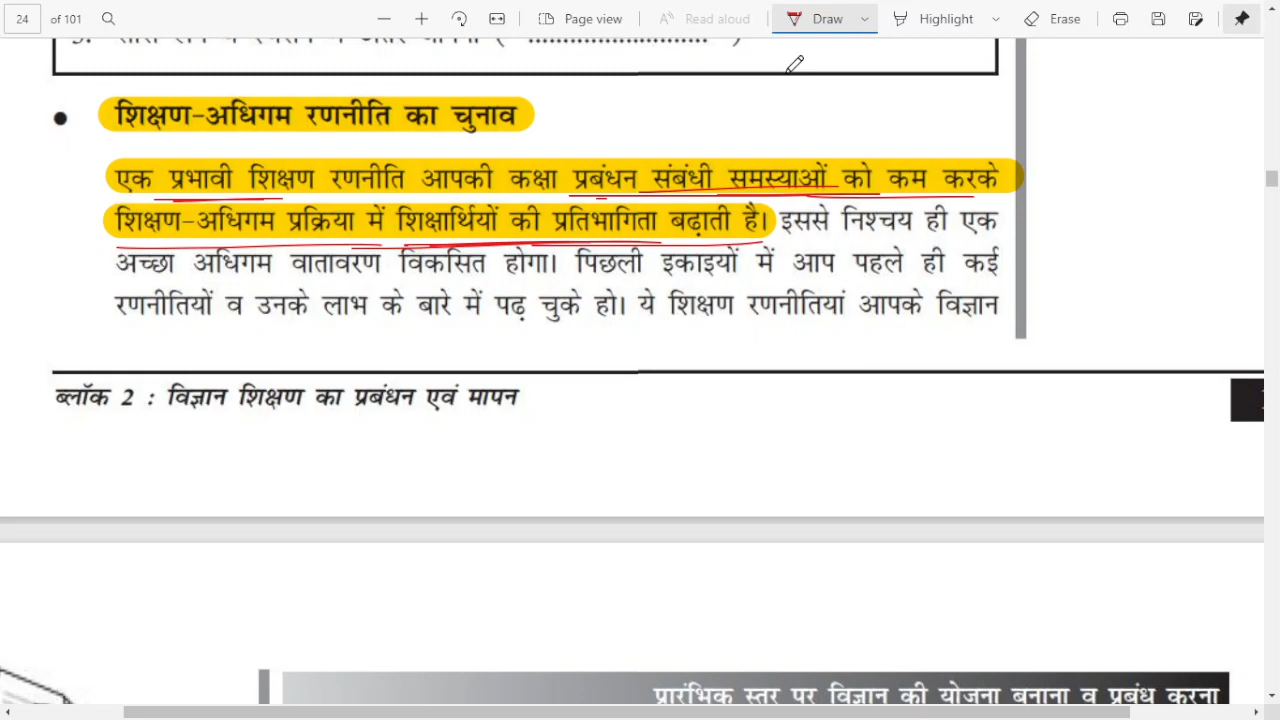 24 of 101 Page view Read aloud Draw Highlight Erase
शिक्षण-अधिगम रणनीति का चुनाव
एक प्रभावी शिक्षण रणनीति आपकी कक्षा प्रबंधन संबंधी समस्याओं को कम करके
शिक्षण-अधिगम प्रक्रिया में शिक्षार्थियों की प्रतिभागिता बढ़ाती है। इससे निश्चय ही एक
अच्छा अधिगम वातावरण विकसित होगा। पिछली इकाइयों में आप पहले ही कई
रणनीतियों व उनके लाभ के बारे में पढ़ चुके हो। ये शिक्षण रणनीतियां आपके विज्ञान
ब्लॉक 2 : विज्ञान शिक्षण का प्रबंधन एवं मापन
प्रारंभिक स्तर पर विज्ञान की योजना बनाना व प्रबंध करना